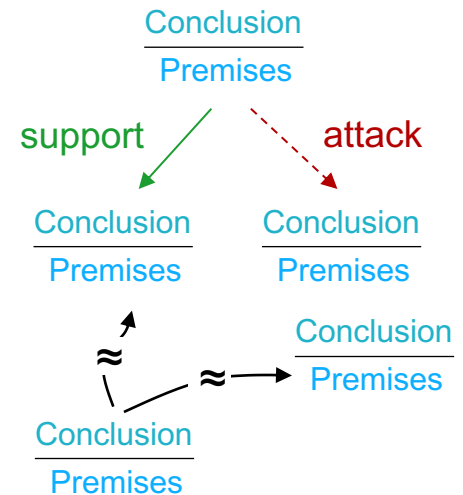 Conclusion
Premises
support
attack
Conclusion
Premises
Conclusion
Premises
Conclusion
Premises
≈
≈
Conclusion
Premises